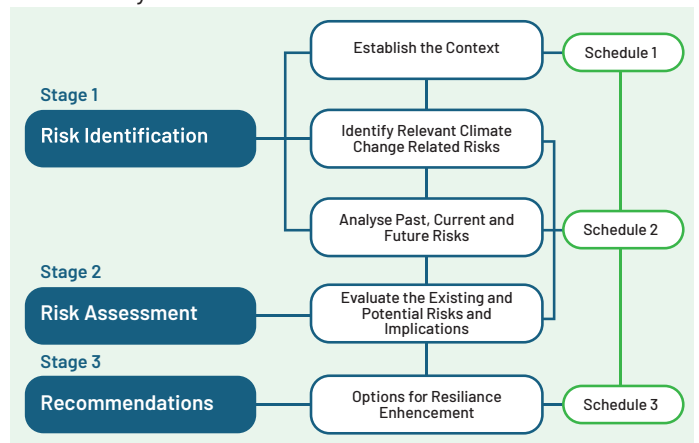 Establish the Context
Schedule 1
Stage 1
Risk Identification
Identify Relevant Climate
Change Related Risks
Analyse Past, Current and
Future Risks
Schedule 2
Stage 2
Risk Assessment
Evaluate the Existing and
Potential Risks and
Implications
Stage 3
Recommendations
Options for Resiliance
Enhencement
Schedule 3